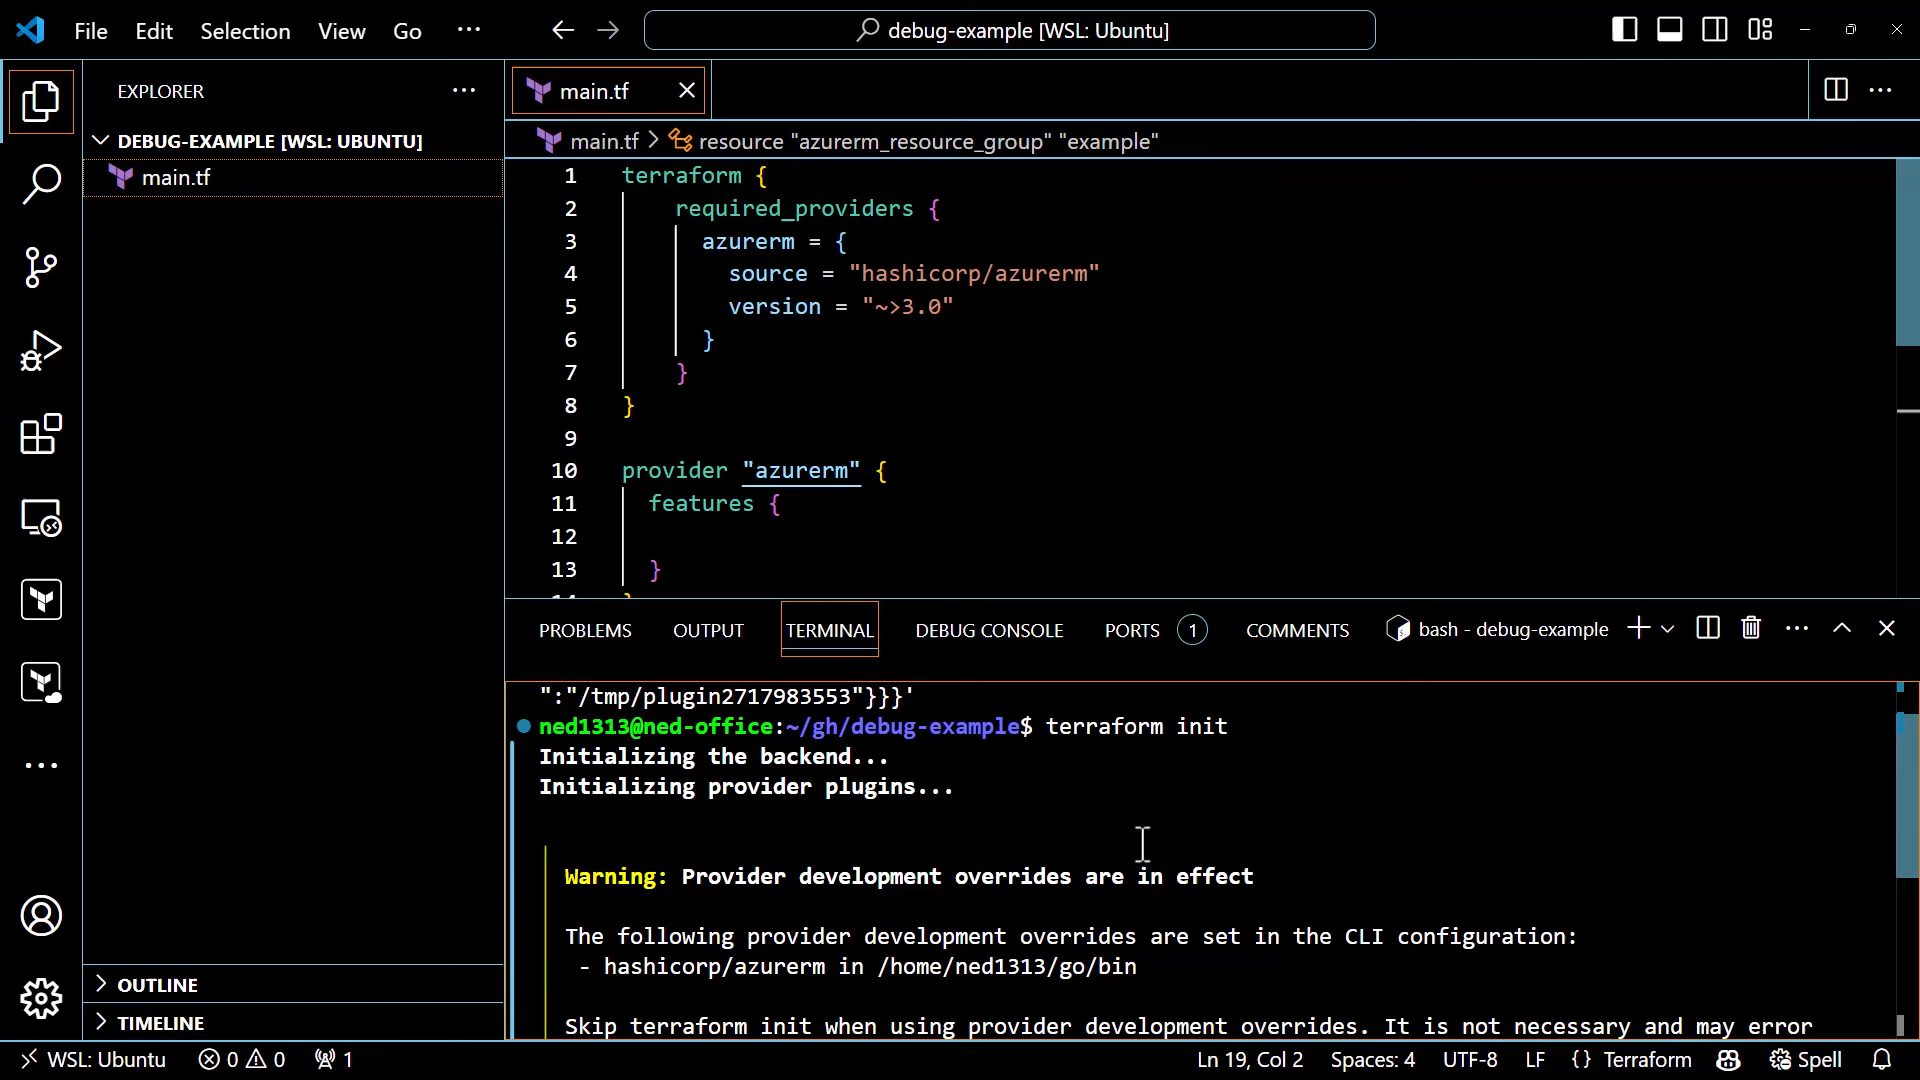 File Edit Selection View Go ··· debug-example [WSL: Ubuntu]
EXPLORER ···
DEBUG-EXAMPLE [WSL: UBUNTU]
main.tf
OUTLINE
TIMELINE
main.tf
main.tf > resource "azurerm_resource_group" "example"
1 terraform {
2 required_providers {
3 azurerm = {
4 source = "hashicorp/azurerm"
5 version = "~>3.0"
6 }
7 }
8 }
9
10 provider "azurerm" {
11 features {
12
13 }
PROBLEMS OUTPUT TERMINAL DEBUG CONSOLE PORTS 1 COMMENTS bash - debug-example
":"/tmp/plugin2717983553"}}}'
ned1313@ned-office:~/gh/debug-example$ terraform init
Initializing the backend...
Initializing provider plugins...
Warning: Provider development overrides are in effect
The following provider development overrides are set in the CLI configuration:
- hashicorp/azurerm in /home/ned1313/go/bin
Skip terraform init when using provider development overrides. It is not necessary and may error
WSL: Ubuntu 0 0 1 Ln 19, Col 2 Spaces: 4 UTF-8 LF {} Terraform Spell